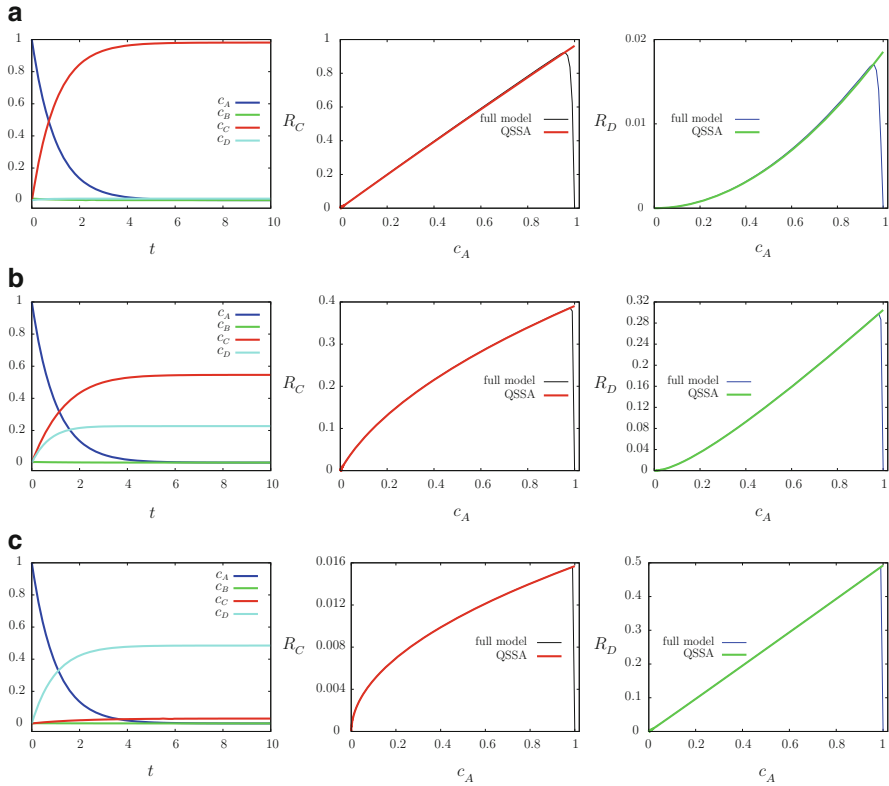 a
1
0.8
0.6
0.4
0.2
0
c_A
c_B
c_C
c_D
0 2 4 6 8 10
t
R_C
1
0.8
0.6
0.4
0.2
0
full model
QSSA
0 0.2 0.4 0.6 0.8 1
c_A
R_D
0.02
0.01
0
full model
QSSA
0 0.2 0.4 0.6 0.8 1
c_A
b
1
0.8
0.6
0.4
0.2
0
c_A
c_B
c_C
c_D
0 2 4 6 8 10
t
R_C
0.4
0.3
0.2
0.1
0
full model
QSSA
0 0.2 0.4 0.6 0.8 1
c_A
R_D
0.32
0.28
0.24
0.2
0.16
0.12
0.08
0.04
0
full model
QSSA
0 0.2 0.4 0.6 0.8 1
c_A
c
1
0.8
0.6
0.4
0.2
0
c_A
c_B
c_C
c_D
0 2 4 6 8 10
t
R_C
0.016
0.012
0.008
0.004
0
full model
QSSA
0 0.2 0.4 0.6 0.8 1
c_A
R_D
0.5
0.4
0.3
0.2
0.1
0
full model
QSSA
0 0.2 0.4 0.6 0.8 1
c_A